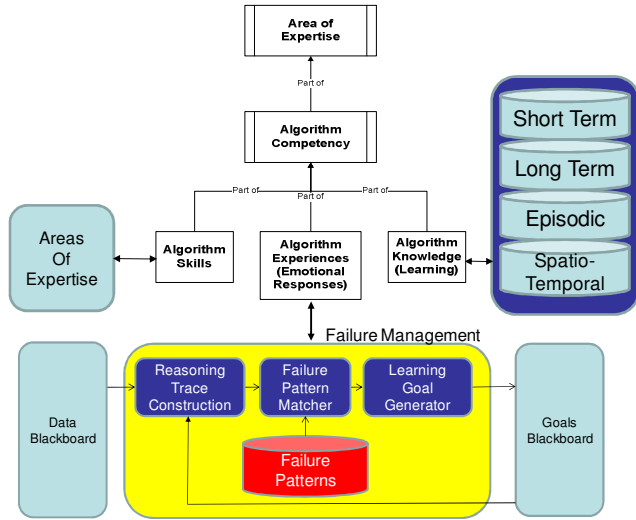 Area of
Expertise
Part of
Algorithm
Competency
Part of
Part of
Part of
Short Term
Long Term
Episodic
Spatio-
Temporal
Areas
Of
Expertise
Algorithm
Skills
Algorithm
Experiences
(Emotional
Responses)
Algorithm
Knowledge
(Learning)
Failure Management
Data
Blackboard
Reasoning
Trace
Construction
Failure
Pattern
Matcher
Learning
Goal
Generator
Goals
Blackboard
Failure
Patterns